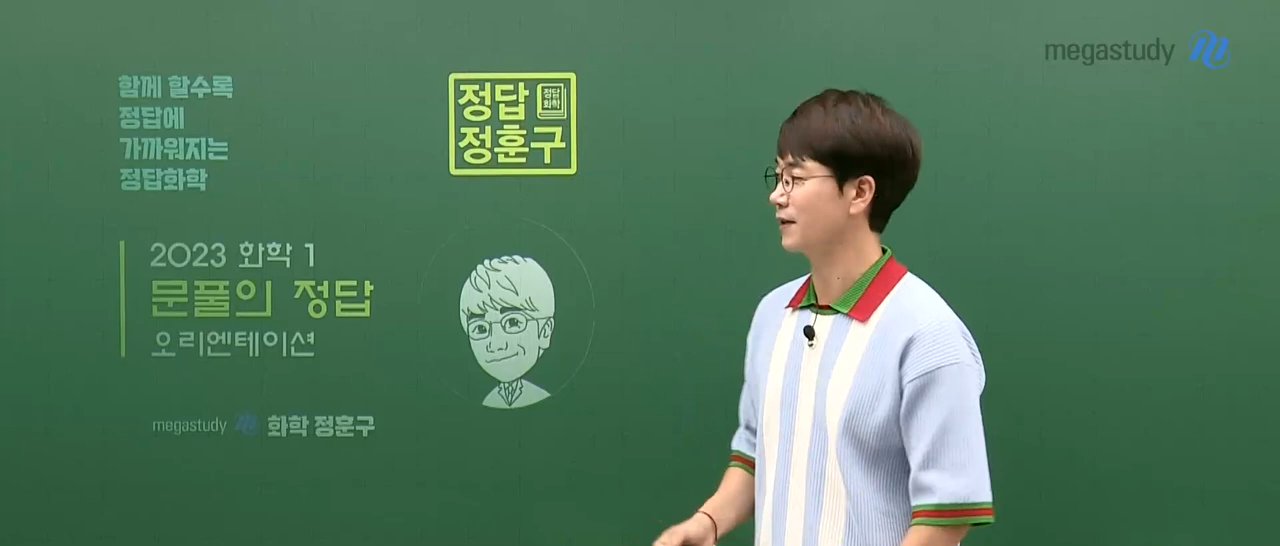 함께 할수록
정답에
가까워지는
정답화학
정답
정답
화학
정훈구
2023 화학 1
문풀의 정답
오리엔테이션
megastudy 화학 정훈구
megastudy